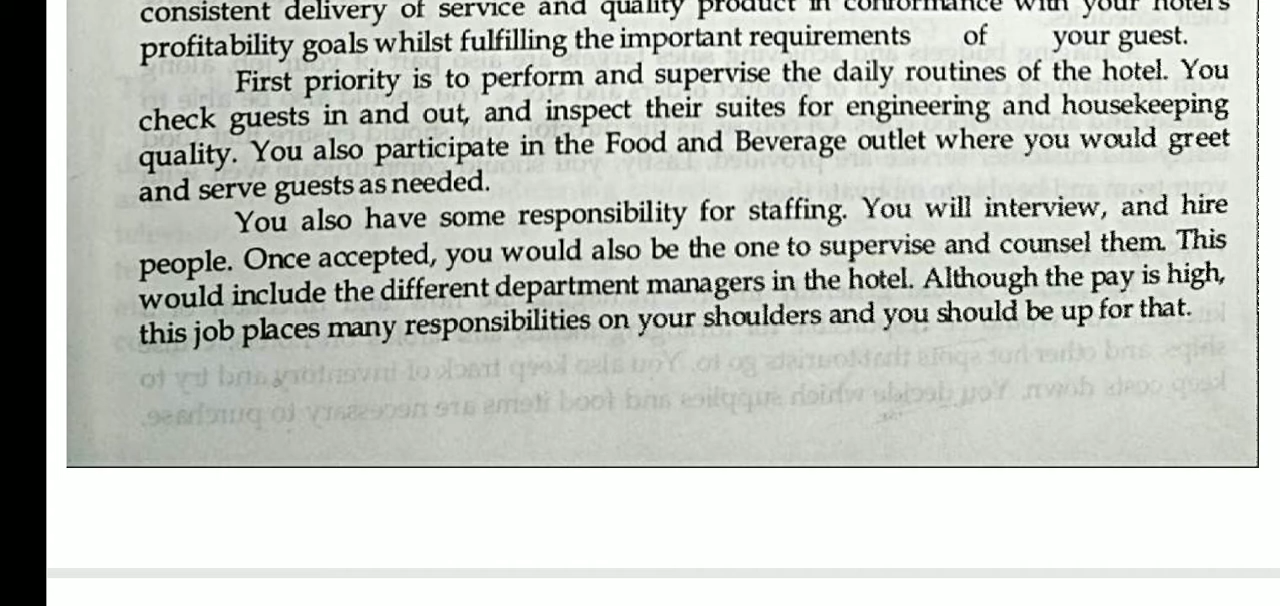 consistent delivery of service and quality product in conformance with your hotel's
profitability goals whilst fulfilling the important requirements of your guest.
First priority is to perform and supervise the daily routines of the hotel. You
check guests in and out, and inspect their suites for engineering and housekeeping
quality. You also participate in the Food and Beverage outlet where you would greet
and serve guests as needed.
You also have some responsibility for staffing. You will interview, and hire
people. Once accepted, you would also be the one to supervise and counsel them. This
would include the different department managers in the hotel. Although the pay is high,
this job places many responsibilities on your shoulders and you should be up for that.